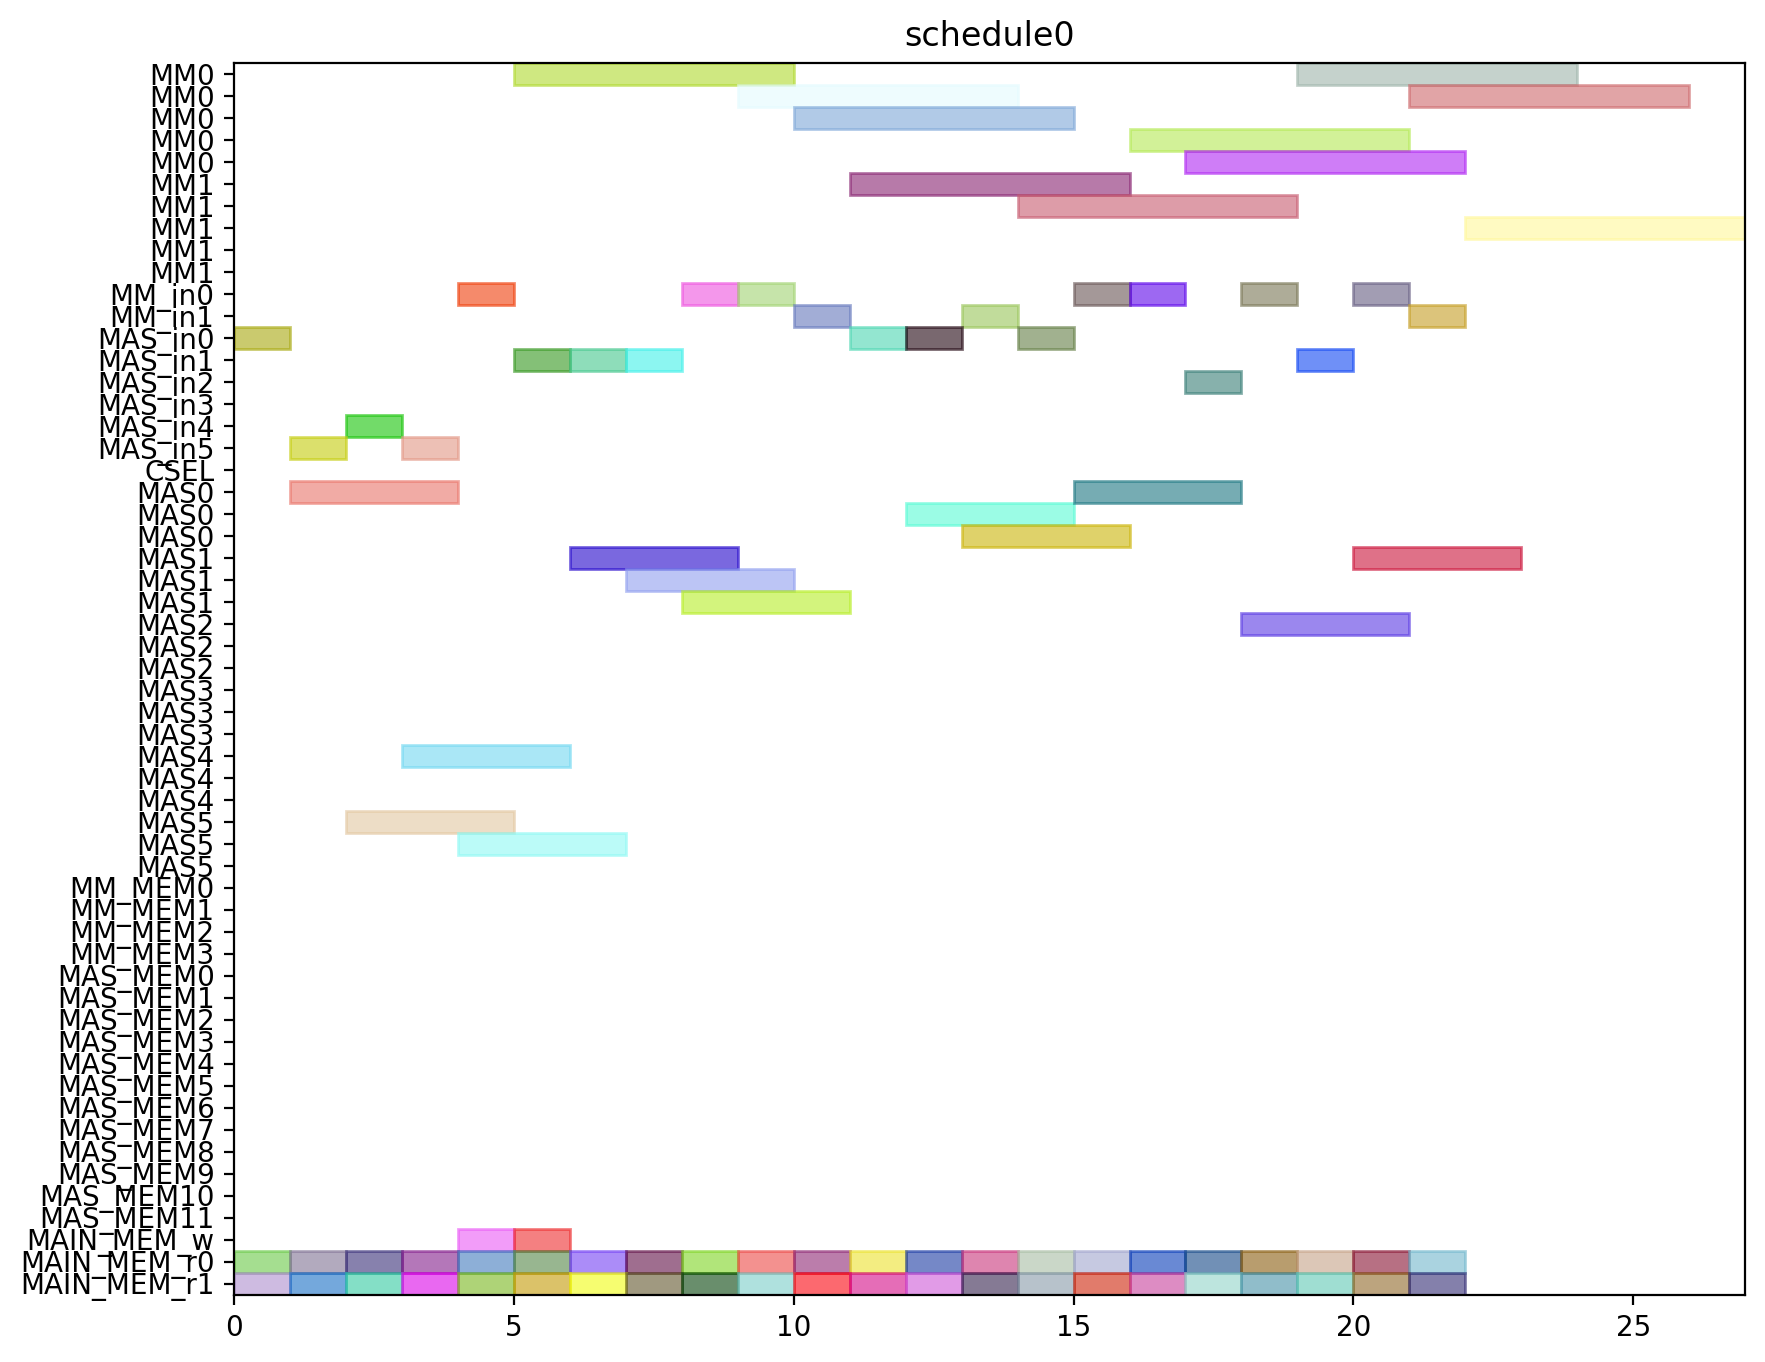 schedule0
MM0
MM0
MM0
MM0
MM0
MM1
MM1
MM1
MM1
MM1
MM_in0
MM_in1
MAS_in0
MAS_in1
MAS_in2
MAS_in3
MAS_in4
MAS_in5
CSEL
MAS0
MAS0
MAS0
MAS1
MAS1
MAS1
MAS2
MAS2
MAS2
MAS3
MAS3
MAS3
MAS4
MAS4
MAS4
MAS5
MAS5
MAS5
MM_MEM0
MM_MEM1
MM_MEM2
MM_MEM3
MAS_MEM0
MAS_MEM1
MAS_MEM2
MAS_MEM3
MAS_MEM4
MAS_MEM5
MAS_MEM6
MAS_MEM7
MAS_MEM8
MAS_MEM9
MAS_MEM10
MAS_MEM11
MAIN_MEM_w
MAIN_MEM_r0
MAIN_MEM_r1
0 5 10 15 20 25